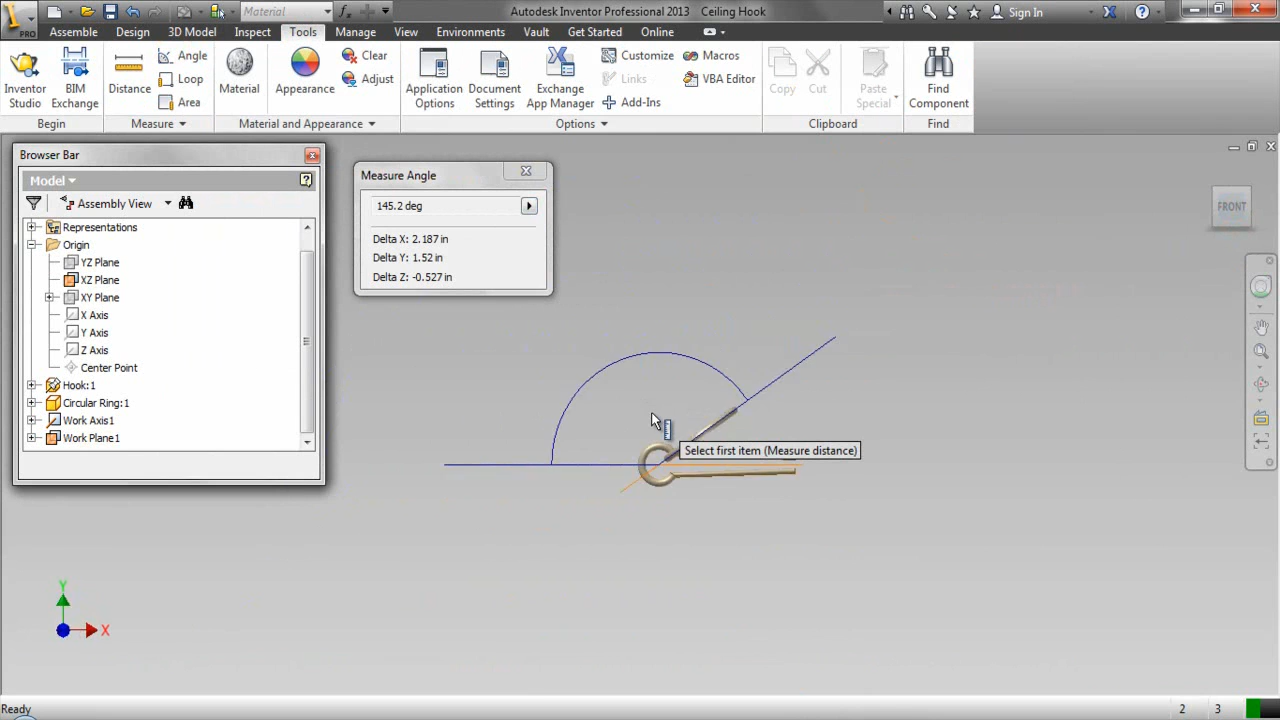 Material
Autodesk Inventor Professional 2013 Ceiling Hook
Sign In
PRO
Assemble Design 3D Model Inspect Tools Manage View Environments Vault Get Started Online
Inventor Studio
BIM Exchange
Begin
Distance
Angle
Loop
Area
Measure
Material
Appearance
Clear
Adjust
Material and Appearance
Application Options
Document Settings
Exchange App Manager
Customize
Links
Add-Ins
Macros
VBA Editor
Options
Copy
Cut
Paste Special
Clipboard
Find Component
Find
Browser Bar
Model
Assembly View
Representations
Origin
YZ Plane
XZ Plane
XY Plane
X Axis
Y Axis
Z Axis
Center Point
Hook:1
Circular Ring:1
Work Axis1
Work Plane1
Measure Angle
145.2 deg
Delta X: 2.187 in
Delta Y: 1.52 in
Delta Z: -0.527 in
FRONT
Select first item (Measure distance)
Y
X
Ready
2 3